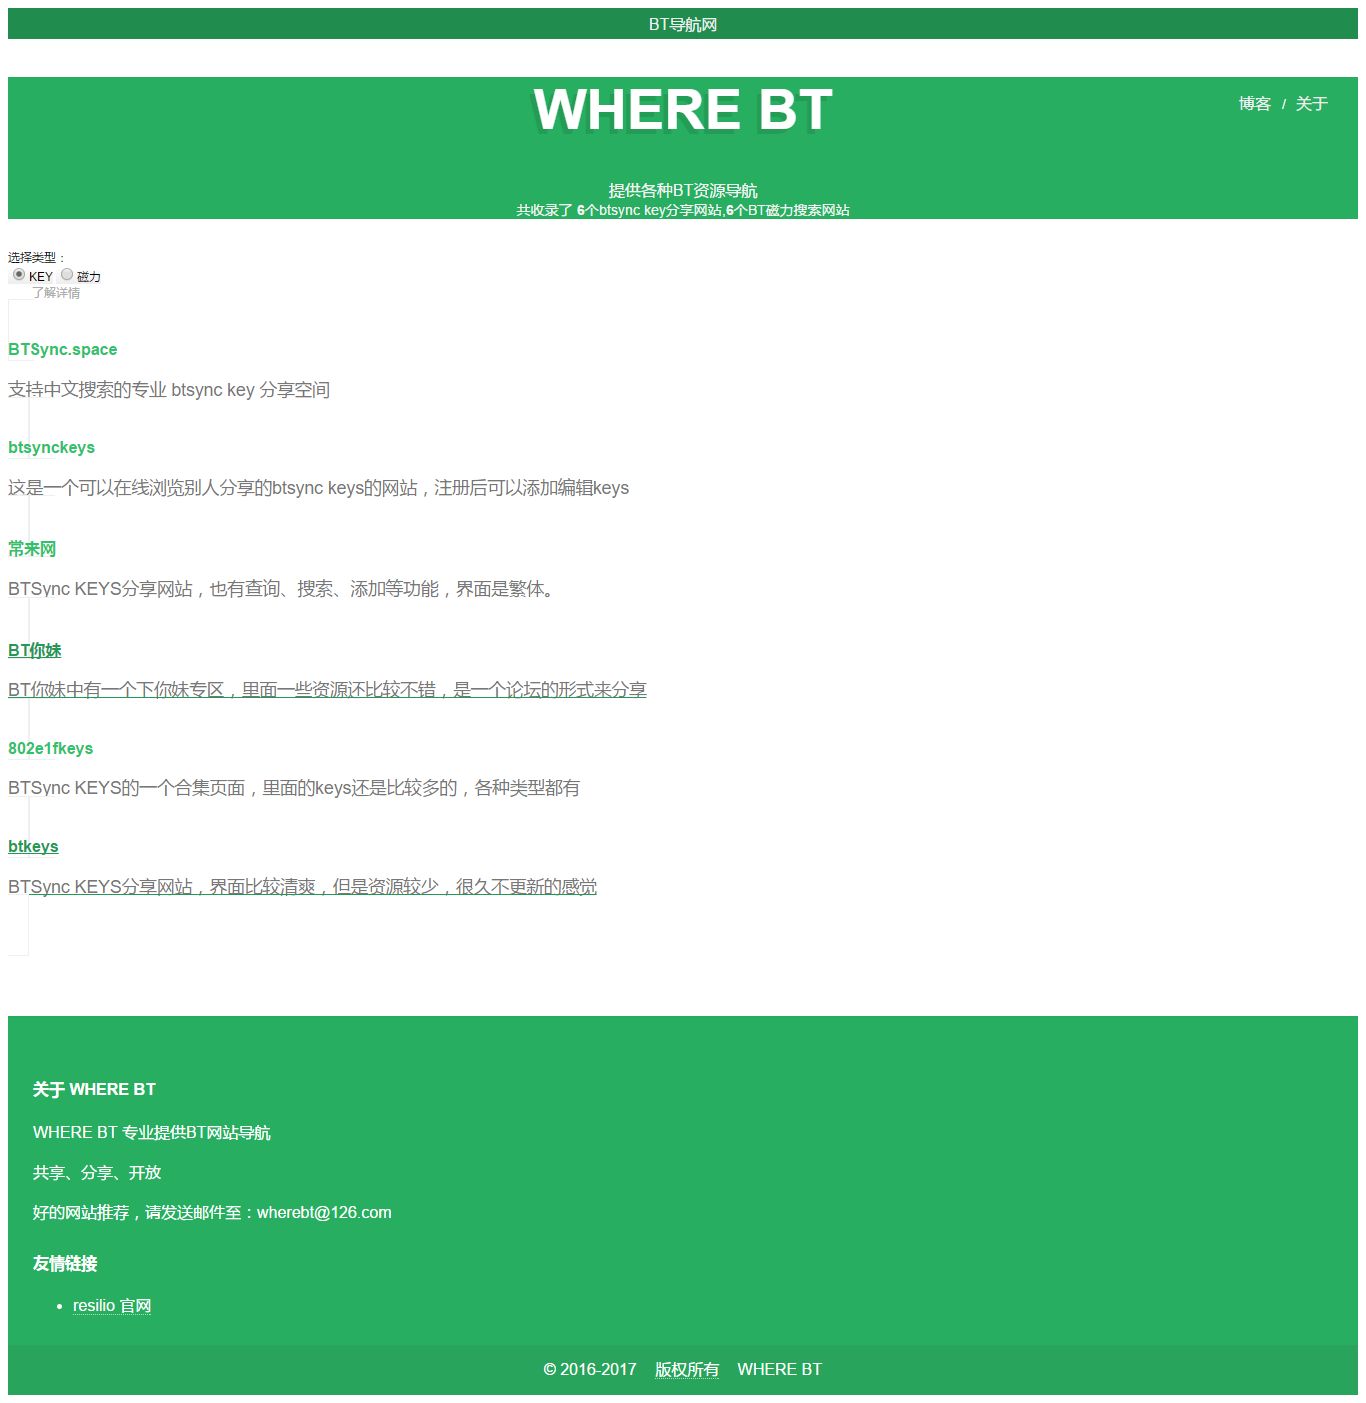 BT导航网
WHERE BT
博客 / 关于
提供各种BT资源导航
共收录了 6个btsync key分享网站,6个BT磁力搜索网站
选择类型：
KEY 磁力
了解详情
BTSync.space
支持中文搜索的专业 btsync key 分享空间
btsynckeys
这是一个可以在线浏览别人分享的btsync keys的网站，注册后可以添加编辑keys
常来网
BTSync KEYS分享网站，也有查询、搜索、添加等功能，界面是繁体。
BT你妹
BT你妹中有一个下你妹专区，里面一些资源还比较不错，是一个论坛的形式来分享
802e1fkeys
BTSync KEYS的一个合集页面，里面的keys还是比较多的，各种类型都有
btkeys
BTSync KEYS分享网站，界面比较清爽，但是资源较少，很久不更新的感觉
关于 WHERE BT
WHERE BT 专业提供BT网站导航
共享、分享、开放
好的网站推荐，请发送邮件至：wherebt@126.com
友情链接
• resilio 官网
© 2016-2017 版权所有 WHERE BT